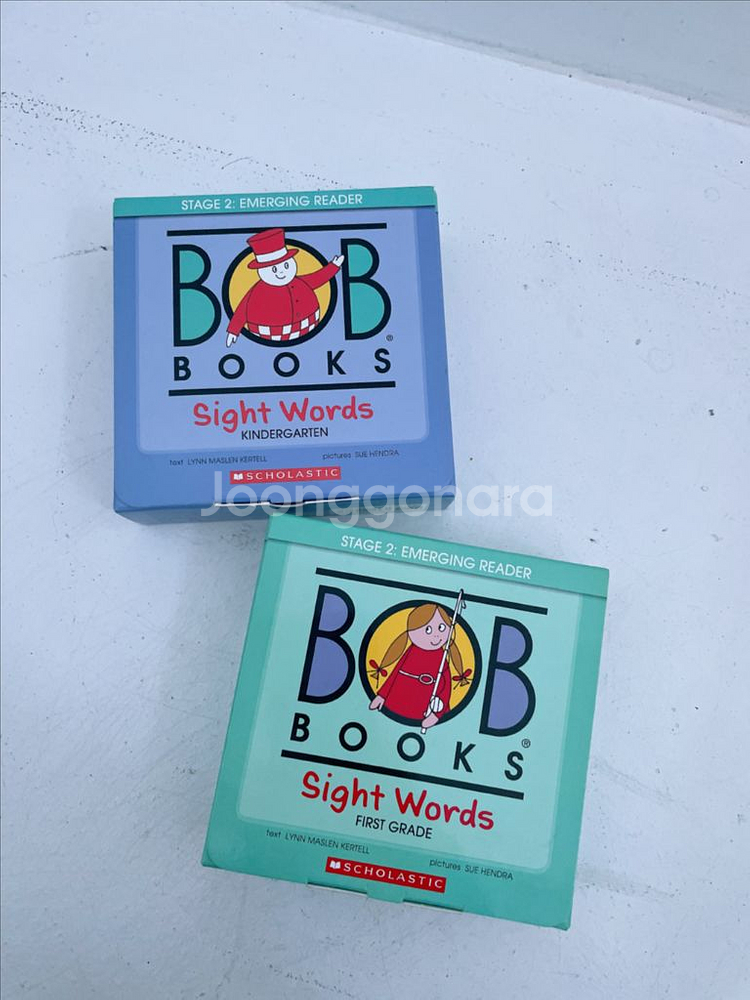 STAGE 2: EMERGING READER
BOB
BOOKS®
Sight Words
KINDERGARTEN
text LYNN MASLEN KERTELL pictures SUE HENDRA
SCHOLASTIC
Joonggonara
STAGE 2: EMERGING READER
BOB
BOOKS®
Sight Words
FIRST GRADE
text LYNN MASLEN KERTELL pictures SUE HENDRA
SCHOLASTIC